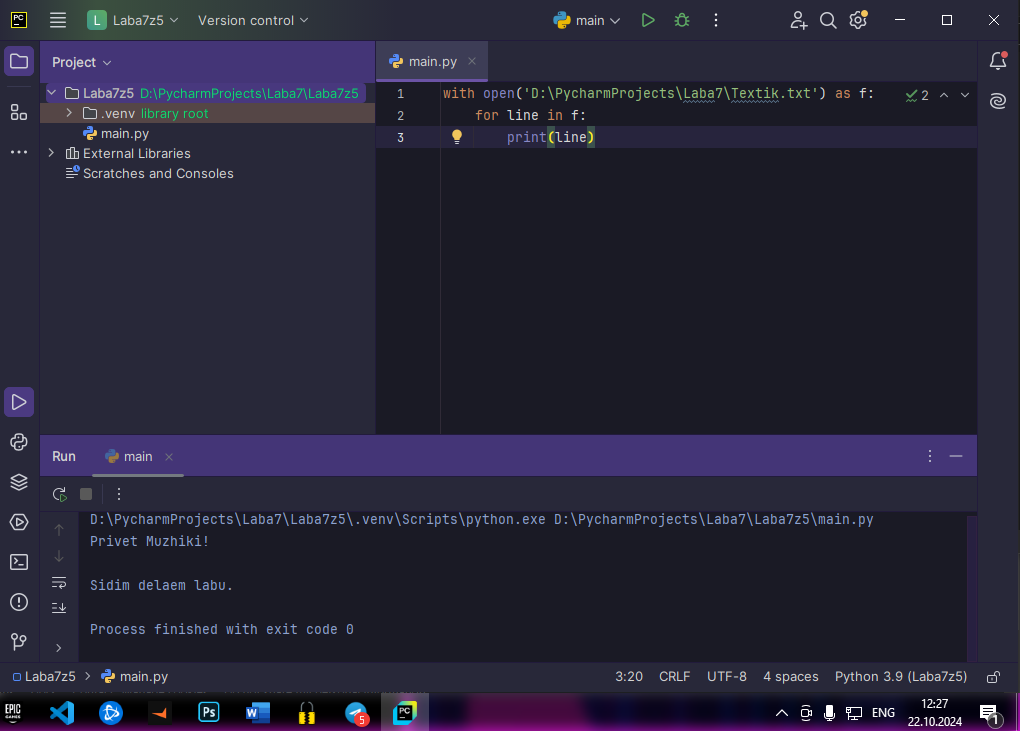 PC
L Laba7z5 Version control main
Project
main.py
Laba7z5 D:\PycharmProjects\Laba7\Laba7z5
.venv library root
main.py
External Libraries
Scratches and Consoles
1 with open('D:\PycharmProjects\Laba7\Textik.txt') as f:
2
2 for line in f:
3 print(line)
Run main
D:\PycharmProjects\Laba7\Laba7z5\.venv\Scripts\python.exe D:\PycharmProjects\Laba7\Laba7z5\main.py
Privet Muzhiki!
Sidim delaem labu.
Process finished with exit code 0
Laba7z5 main.py 3:20 CRLF UTF-8 4 spaces Python 3.9 (Laba7z5)
EPIC GAMES Ps W 5 PC ENG 12:27
22.10.2024 1